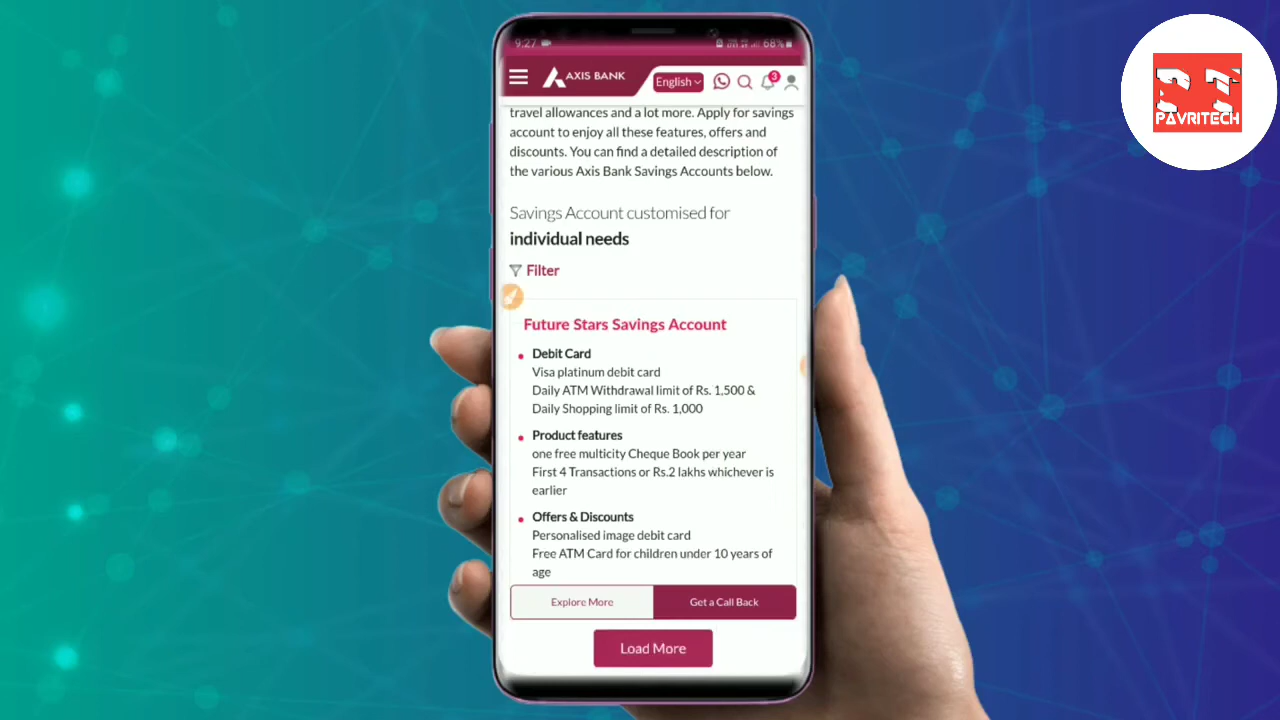 9:27
68%
AXIS BANK
English
3
PAVRITECH
travel allowances and a lot more. Apply for savings
account to enjoy all these features, offers and
discounts. You can find a detailed description of
the various Axis Bank Savings Accounts below.
Savings Account customised for
individual needs
Filter
Future Stars Savings Account
Debit Card
Visa platinum debit card
Daily ATM Withdrawal limit of Rs. 1,500 &
Daily Shopping limit of Rs. 1,000
Product features
one free multicity Cheque Book per year
First 4 Transactions or Rs.2 lakhs whichever is
earlier
Offers & Discounts
Personalised image debit card
Free ATM Card for children under 10 years of
age
Explore More
Get a Call Back
Load More